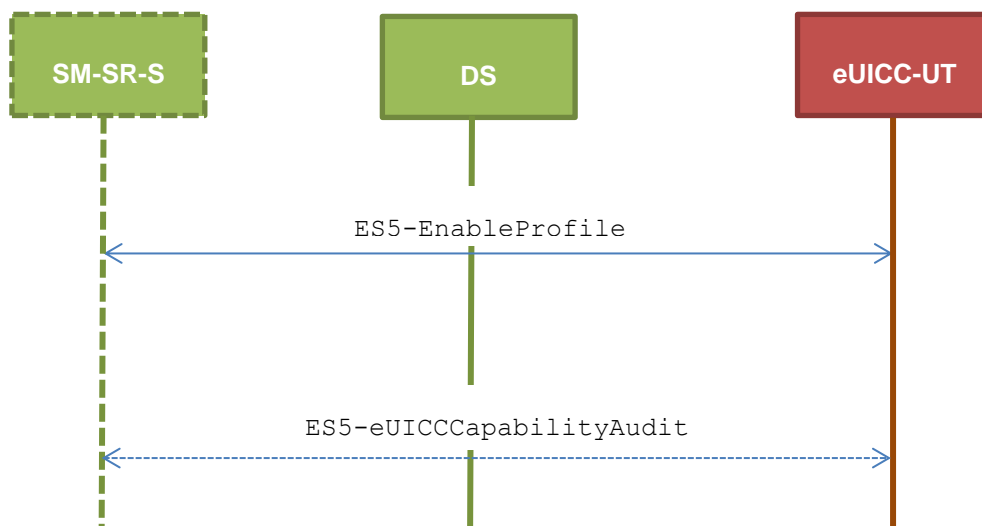 SM-SR-S
DS
eUICC-UT
ES5-EnableProfile
ES5-eUICCCapabilityAudit